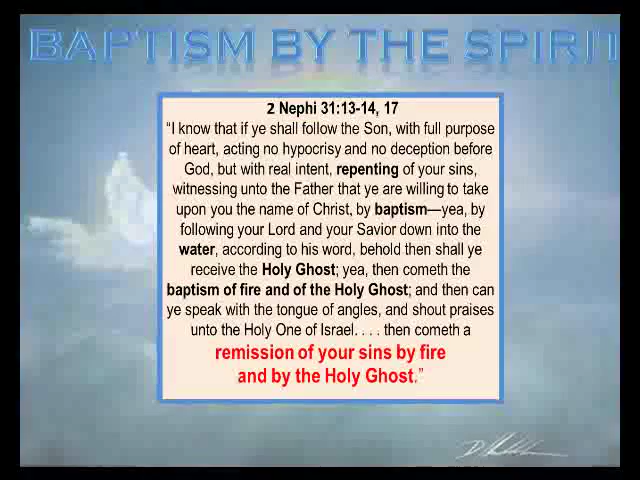 BAPTISM BY THE SPIRIT
2 Nephi 31:13-14, 17
“I know that if ye shall follow the Son, with full purpose
of heart, acting no hypocrisy and no deception before
God, but with real intent, repenting of your sins,
witnessing unto the Father that ye are willing to take
upon you the name of Christ, by baptism—yea, by
following your Lord and your Savior down into the
water, according to his word, behold then shall ye
receive the Holy Ghost; yea, then cometh the
baptism of fire and of the Holy Ghost; and then can
ye speak with the tongue of angels, and shout praises
unto the Holy One of Israel. . . . then cometh a
remission of your sins by fire
and by the Holy Ghost.”